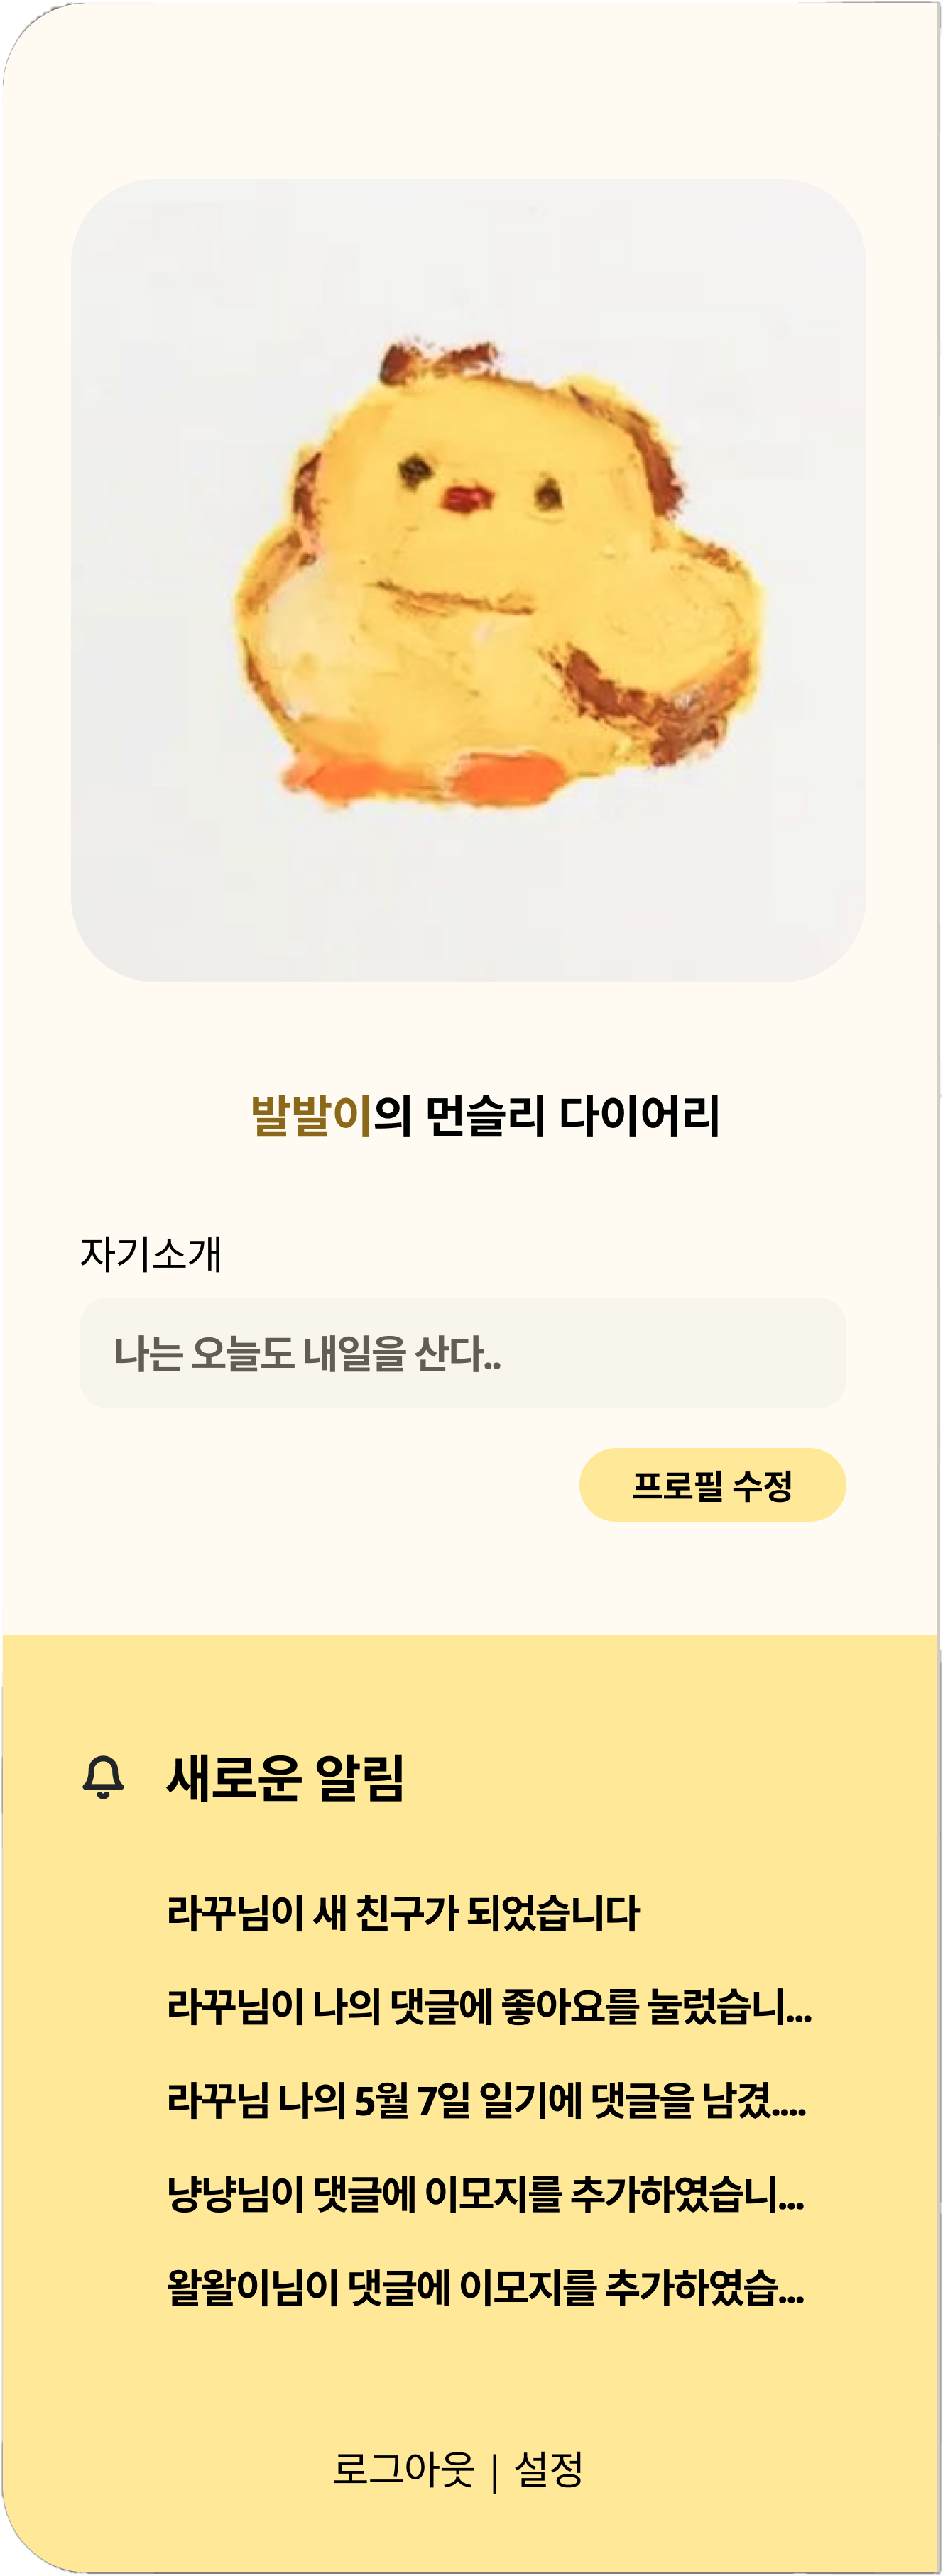 발발이의 먼슬리 다이어리
자기소개
나는 오늘도 내일을 산다..
프로필 수정
새로운 알림
라꾸님이 새 친구가 되었습니다
라꾸님이 나의 댓글에 좋아요를 눌렀습니...
라꾸님 나의 5월 7일 일기에 댓글을 남겼....
냥냥님이 댓글에 이모지를 추가하였습니...
왈왈이님이 댓글에 이모지를 추가하였습...
로그아웃 | 설정